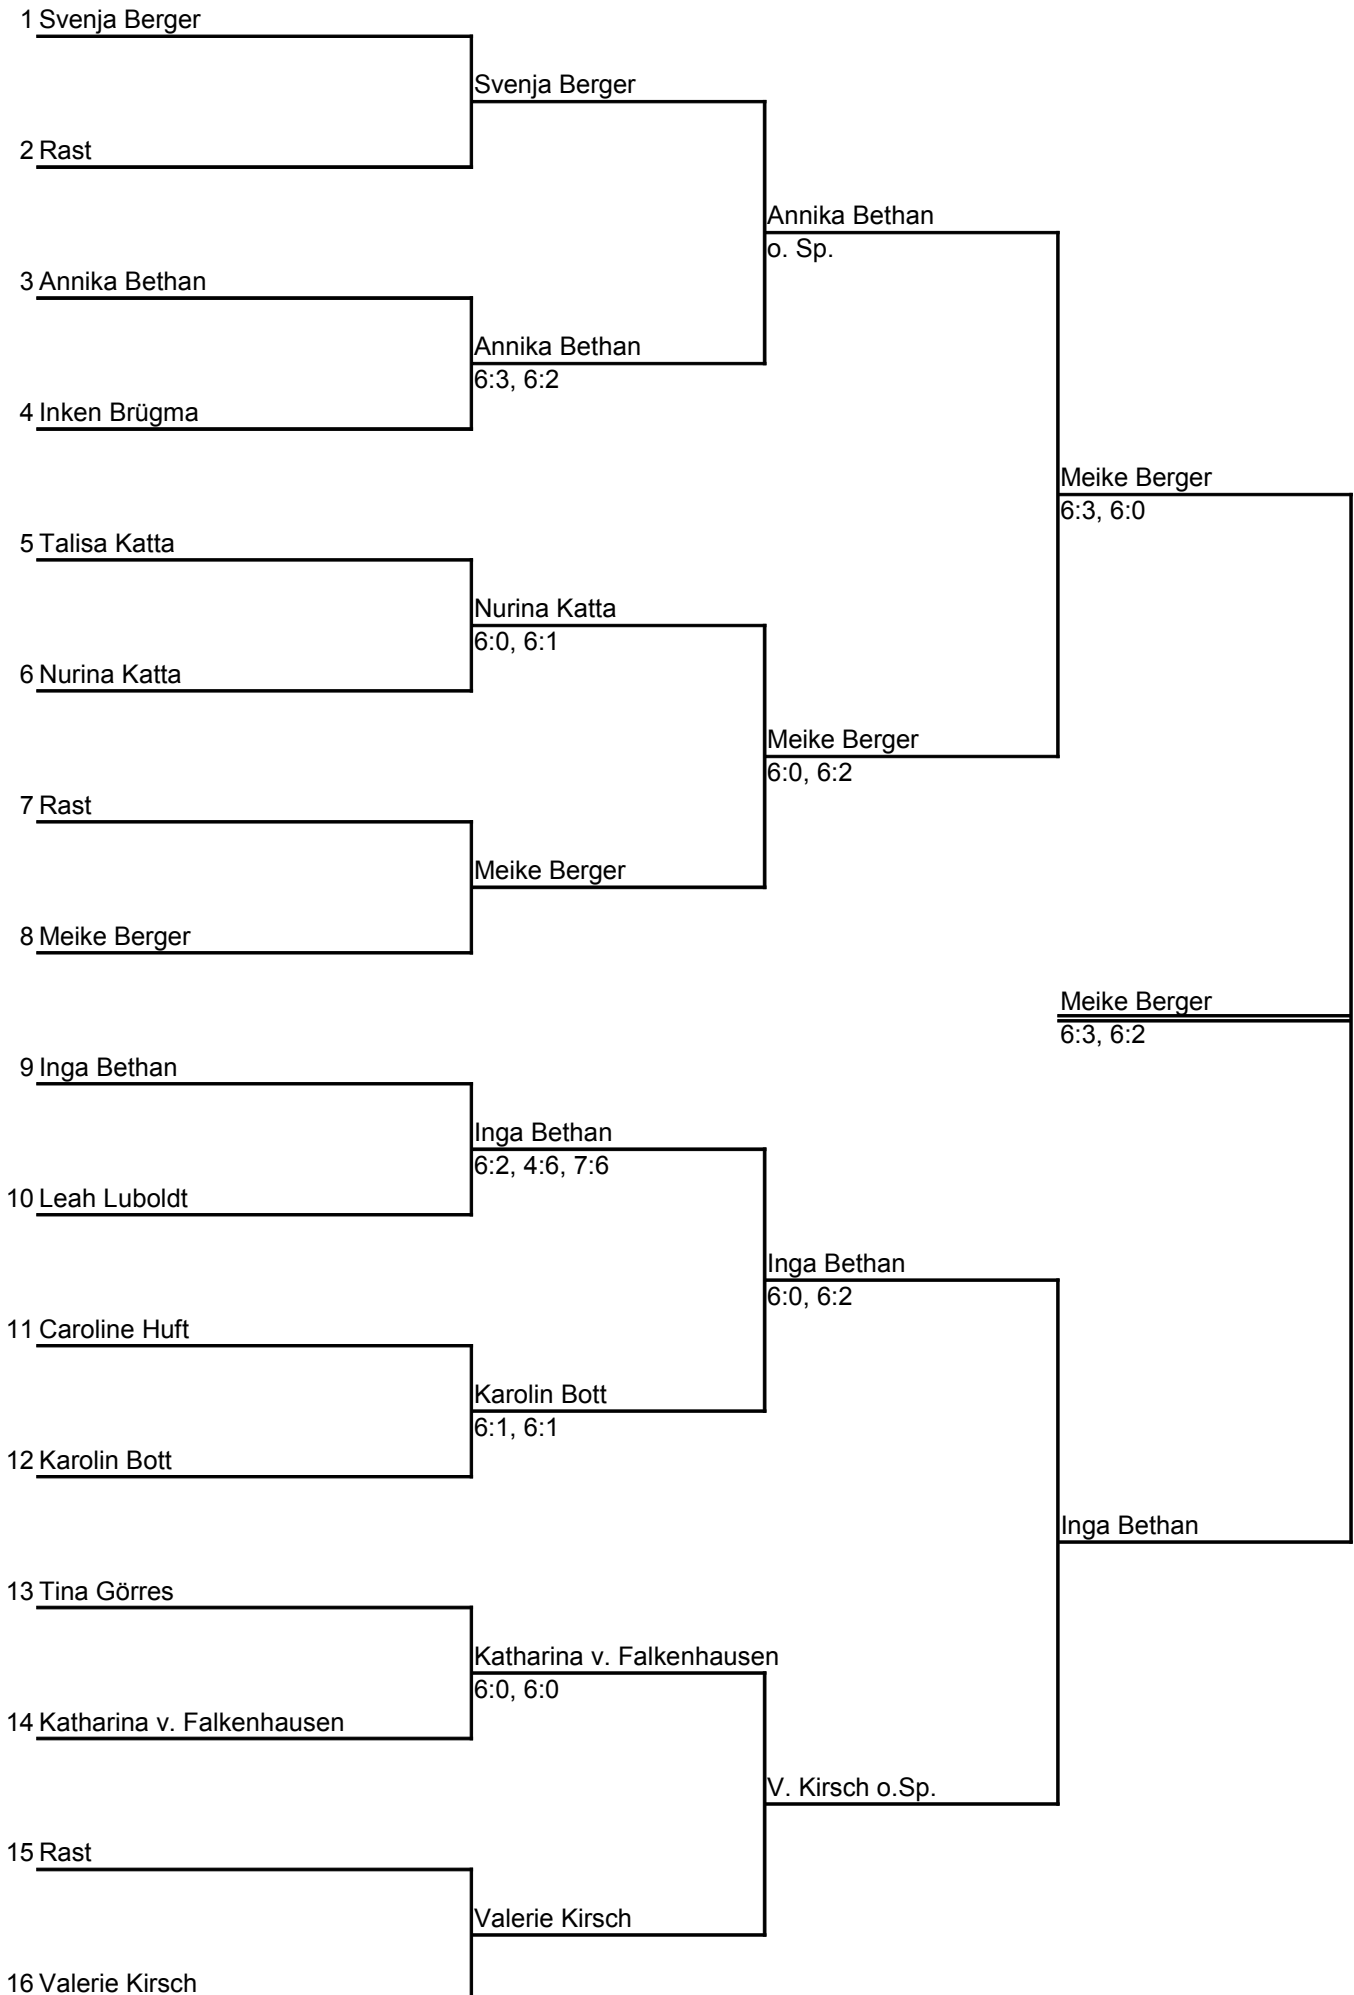 1 Svenja Berger
Svenja Berger
2 Rast
Annika Bethan
o. Sp.
3 Annika Bethan
Annika Bethan
6:3, 6:2
4 Inken Brügma
Meike Berger
6:3, 6:0
5 Talisa Katta
Nurina Katta
6:0, 6:1
6 Nurina Katta
Meike Berger
6:0, 6:2
7 Rast
Meike Berger
8 Meike Berger
Meike Berger
6:3, 6:2
9 Inga Bethan
Inga Bethan
6:2, 4:6, 7:6
10 Leah Luboldt
Inga Bethan
6:0, 6:2
11 Caroline Huft
Karolin Bott
6:1, 6:1
12 Karolin Bott
Inga Bethan
13 Tina Görres
Katharina v. Falkenhausen
6:0, 6:0
14 Katharina v. Falkenhausen
V. Kirsch o.Sp.
15 Rast
Valerie Kirsch
16 Valerie Kirsch